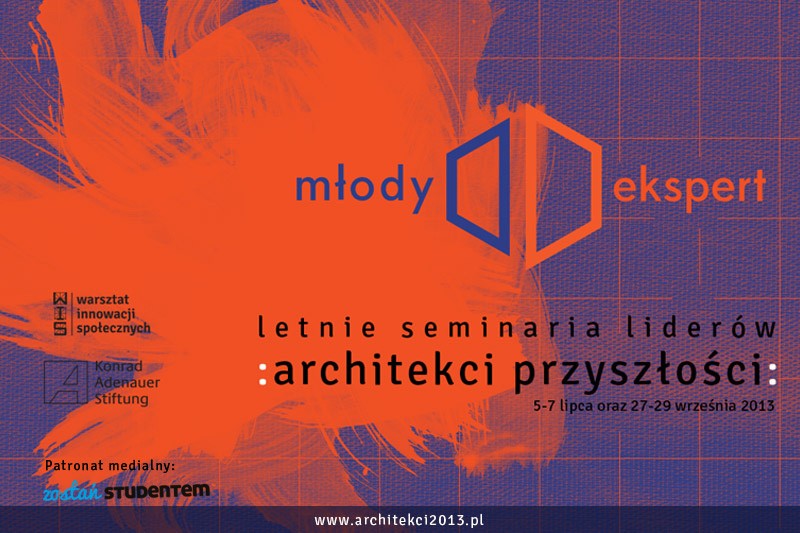 młody ekspert
WIS
warsztat
innowacji
społecznych
Konrad
Adenauer
Stiftung
letnie seminaria liderów
:architekci przyszłości:
5-7 lipca oraz 27-29 września 2013
Patronat medialny:
zostań STUDENTEM
www.architekci2013.pl